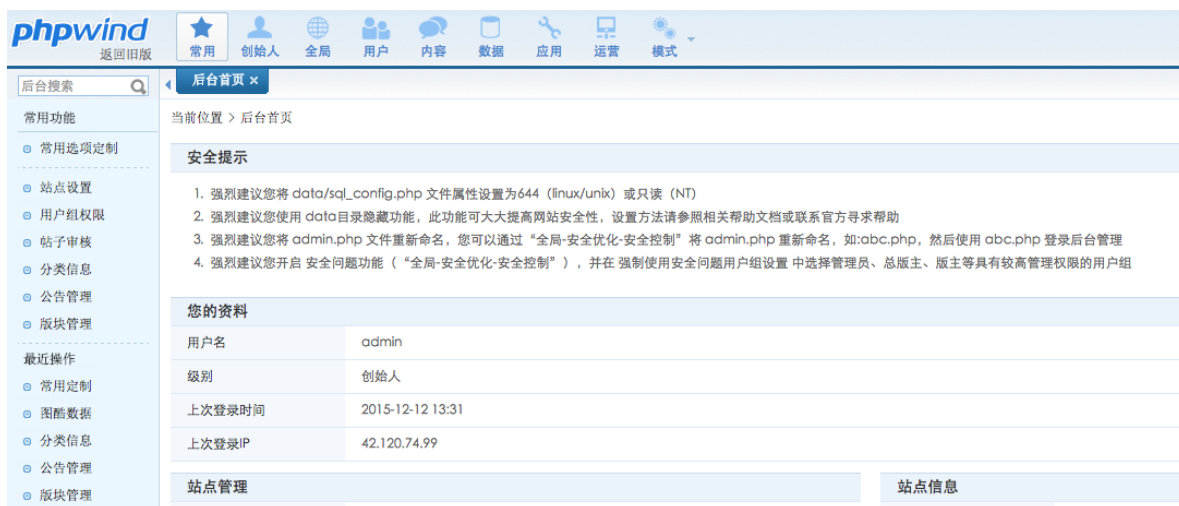 phpwind
返回旧版
常用 创始人 全局 用户 内容 数据 应用 运营 模式
后台搜索
后台首页 ×
常用功能
常用选项定制
站点设置
用户组权限
帖子审核
分类信息
公告管理
版块管理
最近操作
常用定制
图酷数据
分类信息
公告管理
版块管理
当前位置 > 后台首页
安全提示
1. 强烈建议您将 data/sql_config.php 文件属性设置为644（linux/unix）或只读（NT）
2. 强烈建议您使用 data目录隐藏功能，此功能可大大提高网站安全性，设置方法请参照相关帮助文档或联系官方寻求帮助
3. 强烈建议您将 admin.php 文件重新命名，您可以通过“全局-安全优化-安全控制”将 admin.php 重新命名，如:abc.php，然后使用 abc.php 登录后台管理
4. 强烈建议您开启 安全问题功能（“全局-安全优化-安全控制”），并在 强制使用安全问题用户组设置 中选择管理员、总版主、版主等具有较高管理权限的用户组
您的资料
用户名 admin
级别 创始人
上次登录时间 2015-12-12 13:31
上次登录IP 42.120.74.99
站点管理 站点信息